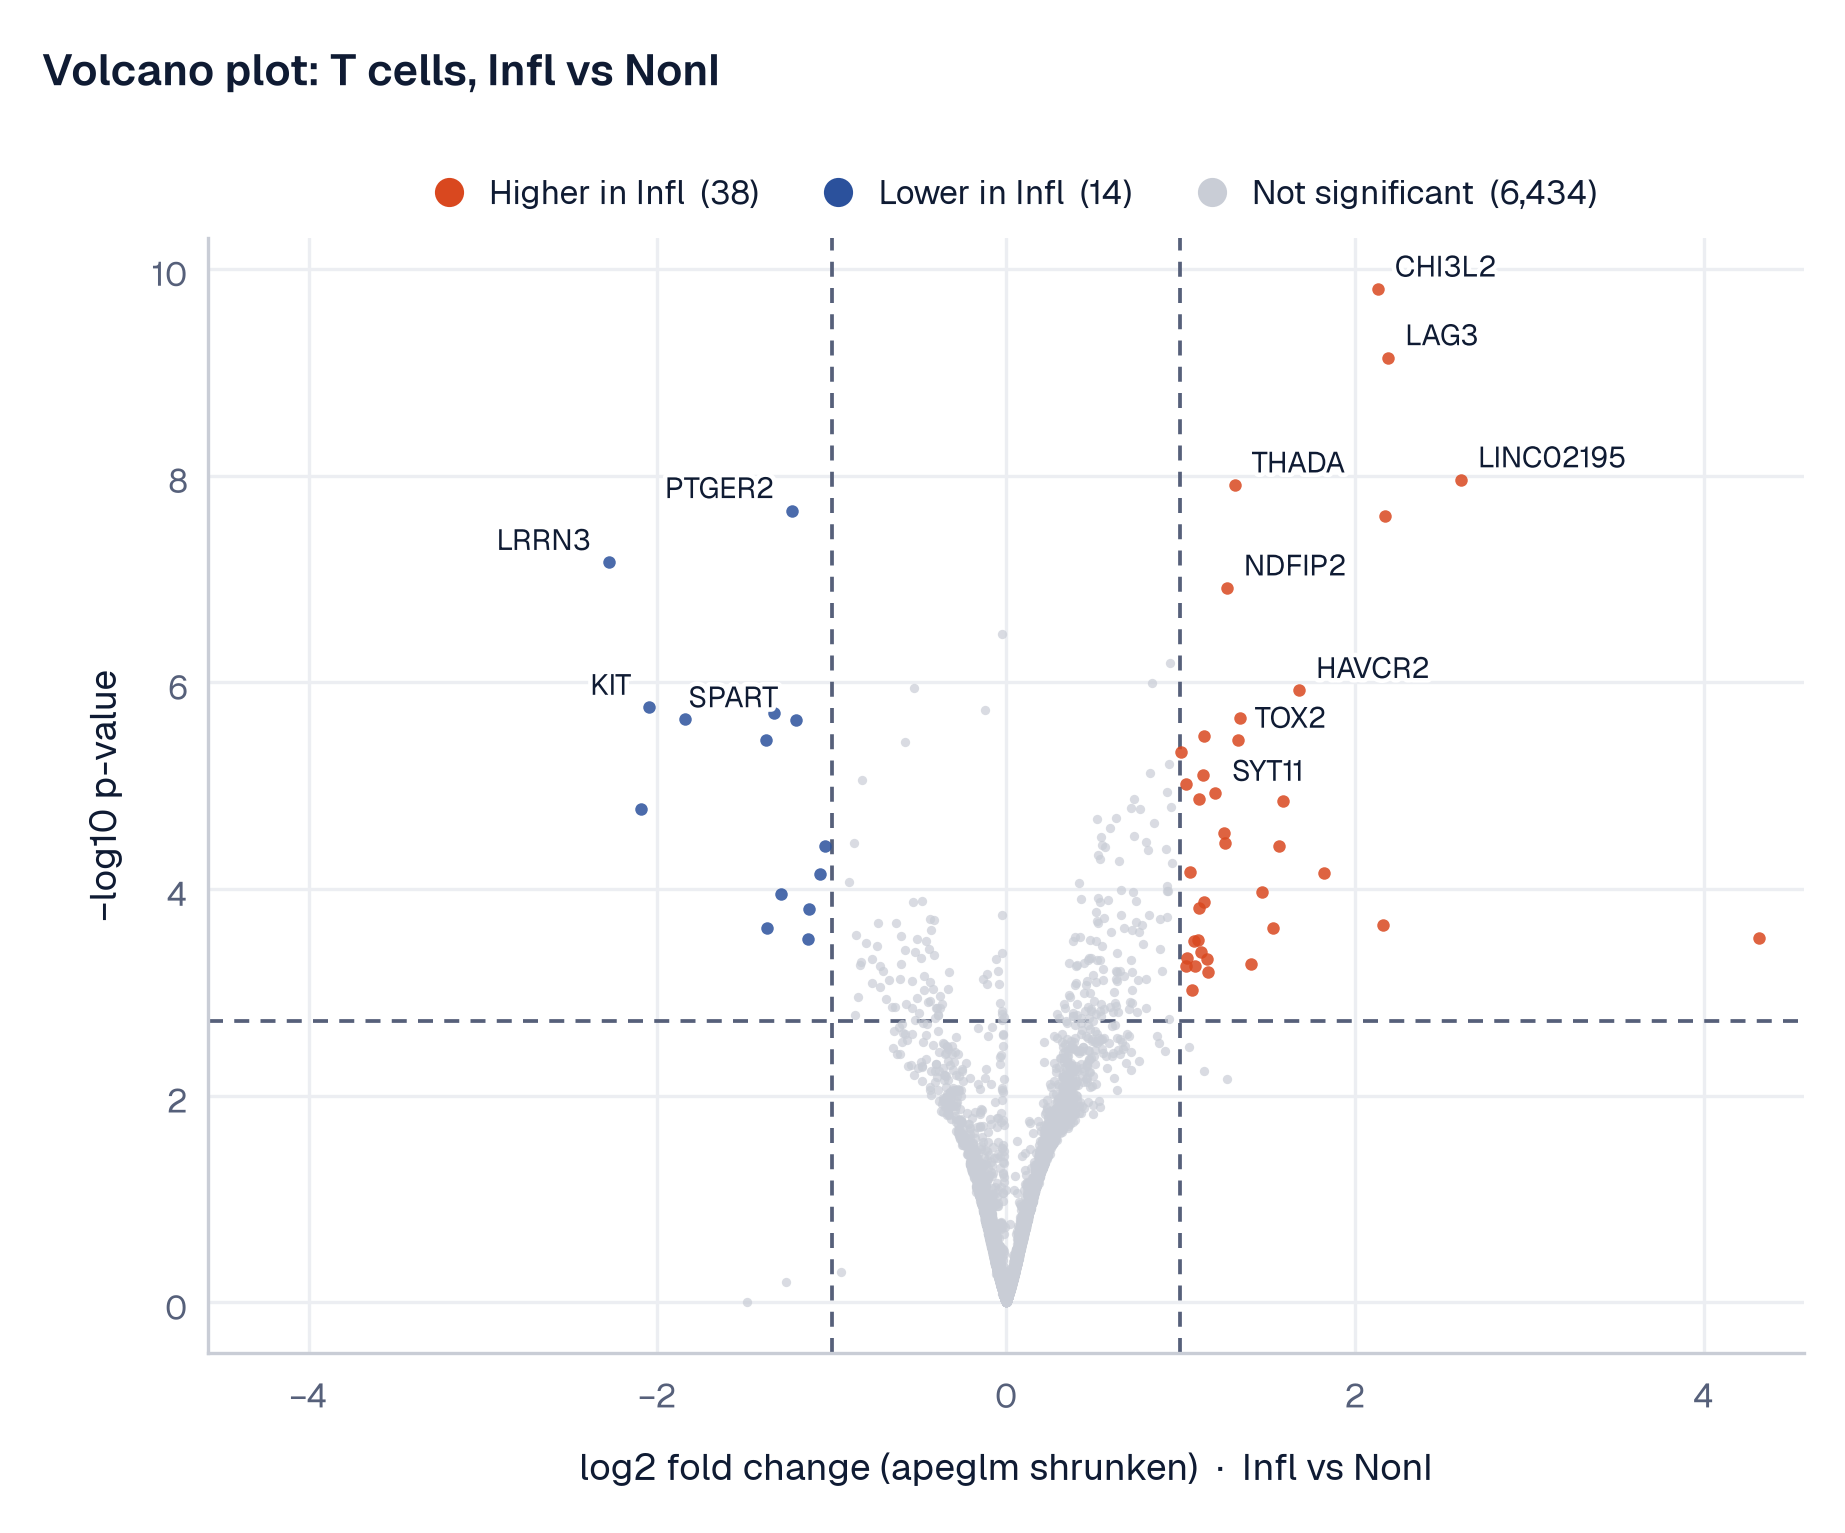 Volcano plot: T cells, Infl vs NonI
Higher in Infl (38) Lower in Infl (14) Not significant (6,434)
10
8
6
4
2
0
−log10 p-value
CHI3L2
LAG3
LINC02195
THADA
PTGER2
LRRN3
NDFIP2
HAVCR2
KIT
SPART
TOX2
SYT11
−4 −2 0 2 4
log2 fold change (apeglm shrunken) · Infl vs NonI